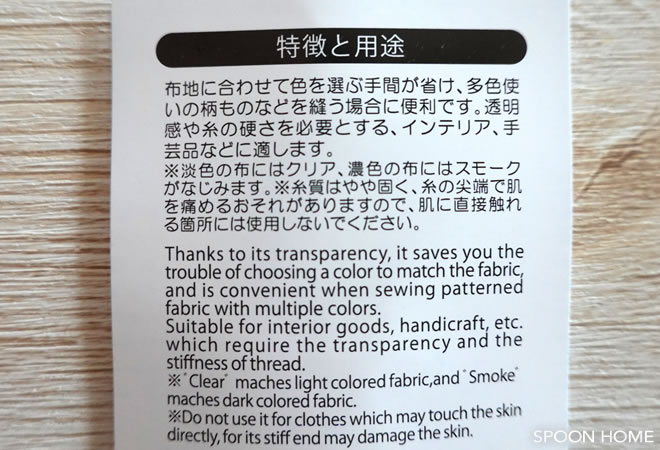 特徴と用途
布地に合わせて色を選ぶ手間が省け、多色使
いの柄ものなどを縫う場合に便利です。透明
感や糸の硬さを必要とする、インテリア、手
芸品などに適します。
※淡色の布にはクリア、濃色の布にはスモーク
がなじみます。※糸質はやや固く、糸の尖端で肌
を痛めるおそれがありますので、肌に直接触れ
る箇所には使用しないでください。
Thanks to its transparency, it saves you the
trouble of choosing a color to match the fabric,
and is convenient when sewing patterned
fabric with multiple colors.
Suitable for interior goods, handicraft, etc.
which require the transparency and the
stiffness of thread.
※"Clear" maches light colored fabric,and "Smoke"
maches dark colored fabric.
※Do not use it for clothes which may touch the skin
directly, for its stiff end may damage the skin.
SPOON HOME